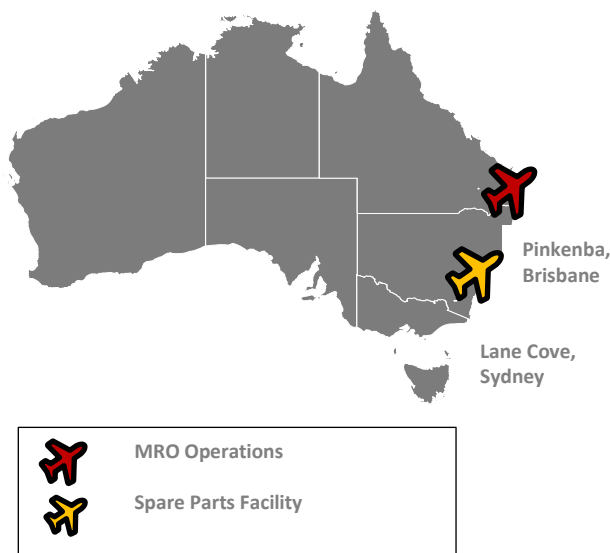 Pinkenba,
Brisbane
Lane Cove,
Sydney
MRO Operations
Spare Parts Facility